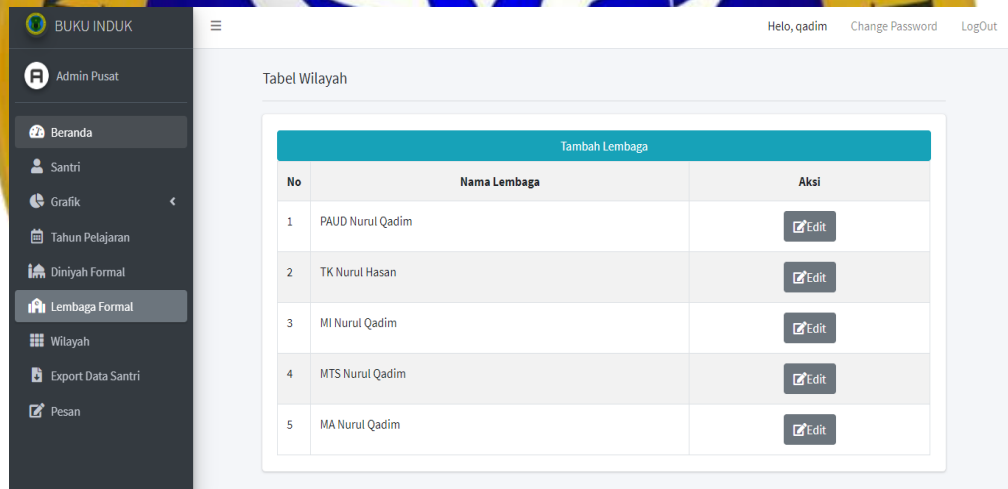 BUKU INDUK
Helo, qadim Change Password LogOut
Admin Pusat
Beranda
Santri
Grafik
Tahun Pelajaran
Diniyah Formal
Lembaga Formal
Wilayah
Export Data Santri
Pesan
Tabel Wilayah
Tambah Lembaga
No Nama Lembaga Aksi
1 PAUD Nurul Qadim Edit
2 TK Nurul Hasan Edit
3 MI Nurul Qadim Edit
4 MTS Nurul Qadim Edit
5 MA Nurul Qadim Edit